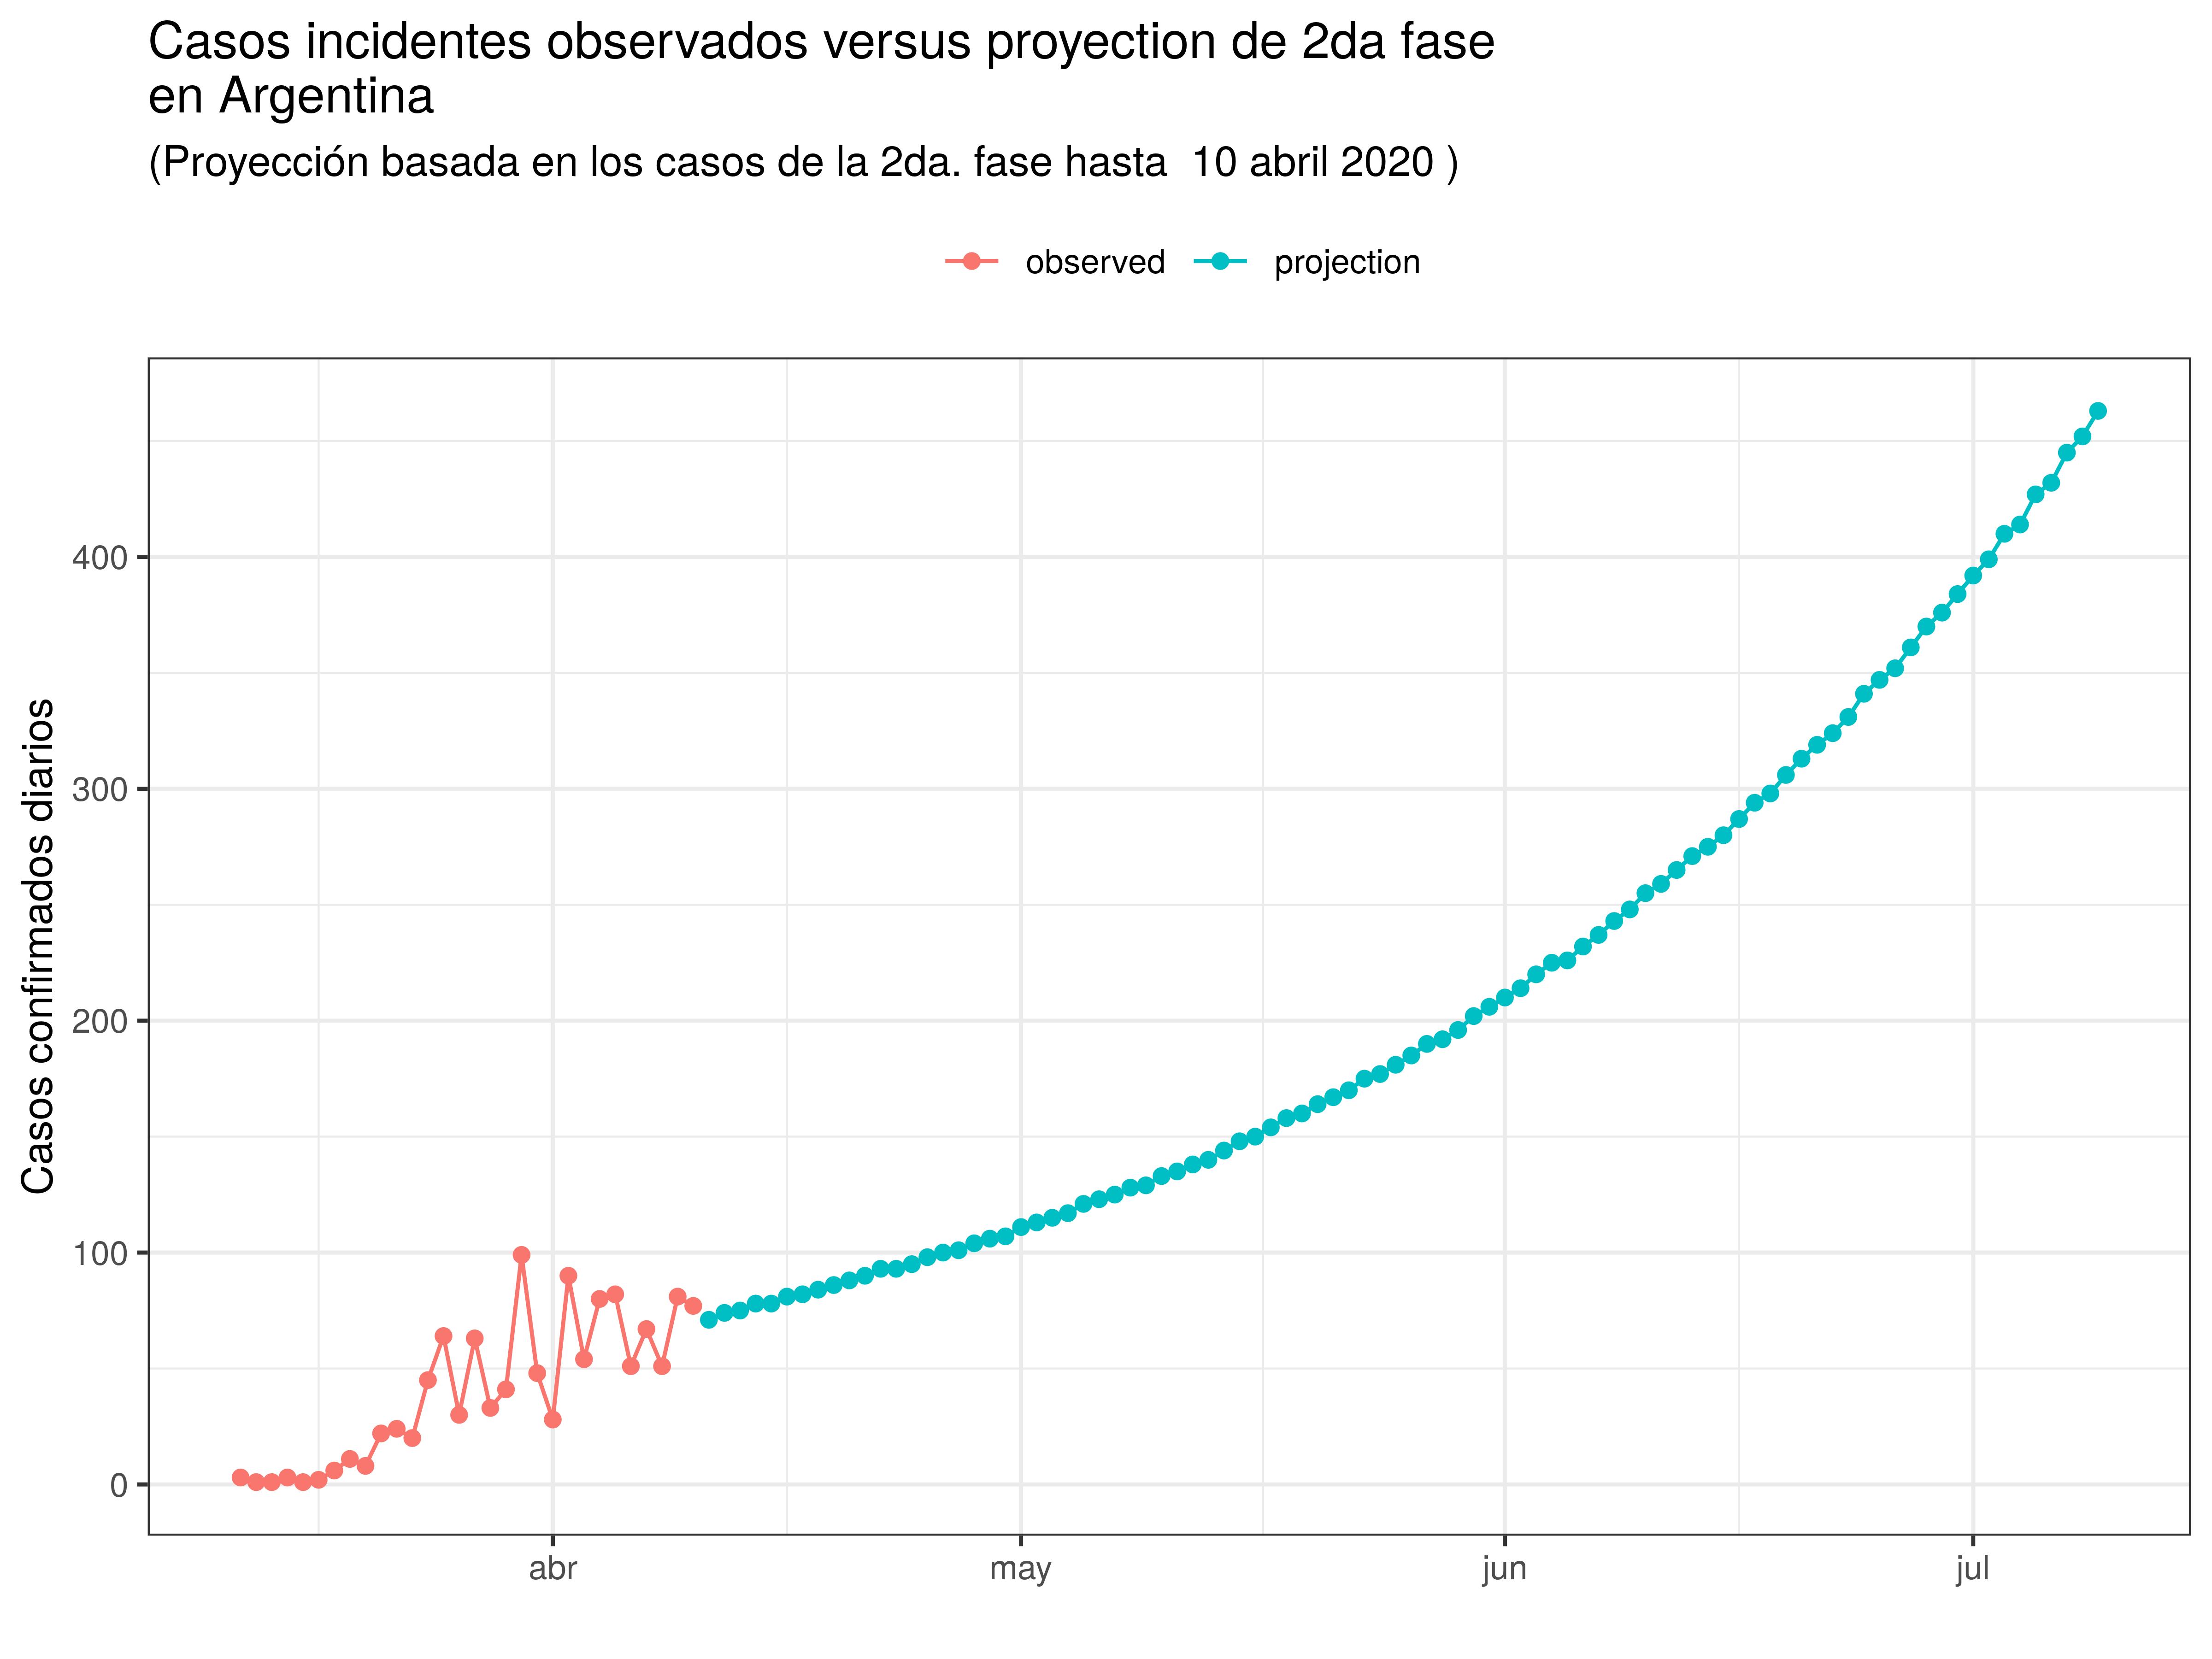 Casos incidentes observados versus proyection de 2da fase
en Argentina
(Proyección basada en los casos de la 2da. fase hasta  10 abril 2020 )
observed
projection
Casos confirmados diarios
400
300
200
100
0
abr
may
jun
jul